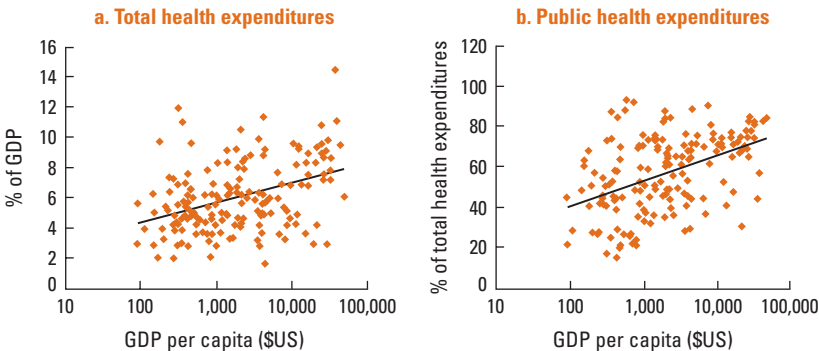 a. Total health expenditures
% of GDP
16
14
12
10
8
6
4
2
0
10 100 1,000 10,000 100,000
GDP per capita ($US)
b. Public health expenditures
% of total health expenditures
120
100
80
60
40
20
0
10 100 1,000 10,000 100,000
GDP per capita ($US)